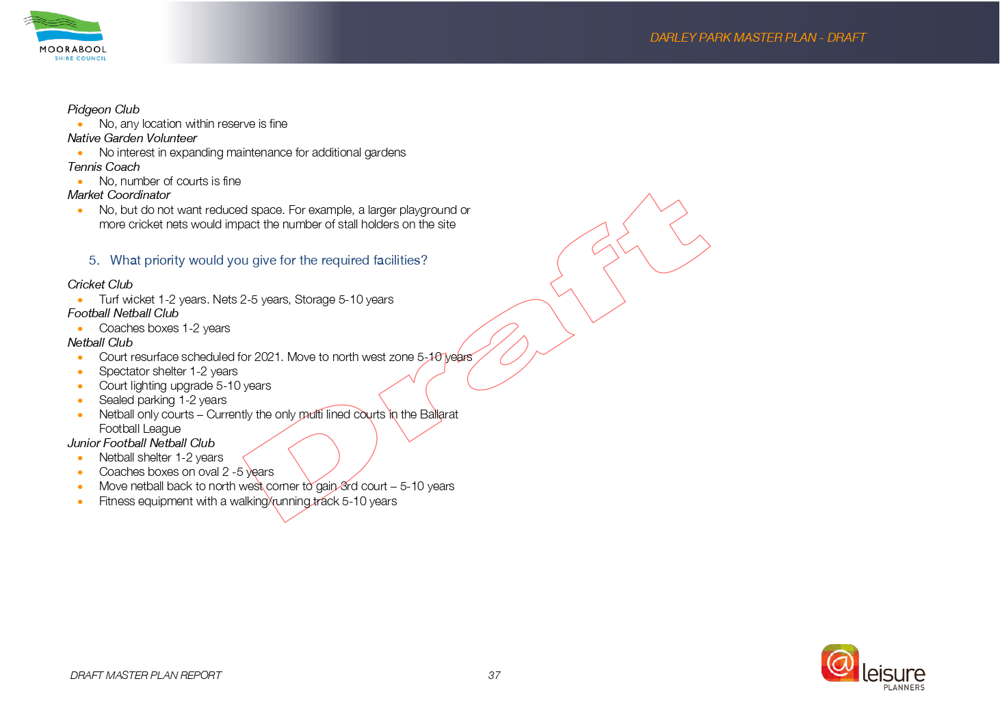 MOORABOOL
SHIRE COUNCIL
DARLEY PARK MASTER PLAN - DRAFT
Pidgeon Club
• No, any location within reserve is fine
Native Garden Volunteer
• No interest in expanding maintenance for additional gardens
Tennis Coach
• No, number of courts is fine
Market Coordinator
• No, but do not want reduced space. For example, a larger playground or
more cricket nets would impact the number of stall holders on the site
5. What priority would you give for the required facilities?
Cricket Club
• Turf wicket 1-2 years. Nets 2-5 years, Storage 5-10 years
Football Netball Club
• Coaches boxes 1-2 years
Netball Club
• Court resurface scheduled for 2021. Move to north west zone 5-10 years
• Spectator shelter 1-2 years
• Court lighting upgrade 5-10 years
• Sealed parking 1-2 years
• Netball only courts – Currently the only multi lined courts in the Ballarat
Football League
Junior Football Netball Club
• Netball shelter 1-2 years
• Coaches boxes on oval 2 -5 years
• Move netball back to north west corner to gain 3rd court – 5-10 years
• Fitness equipment with a walking/running track 5-10 years
Draft
DRAFT MASTER PLAN REPORT
37
@leisure
PLANNERS